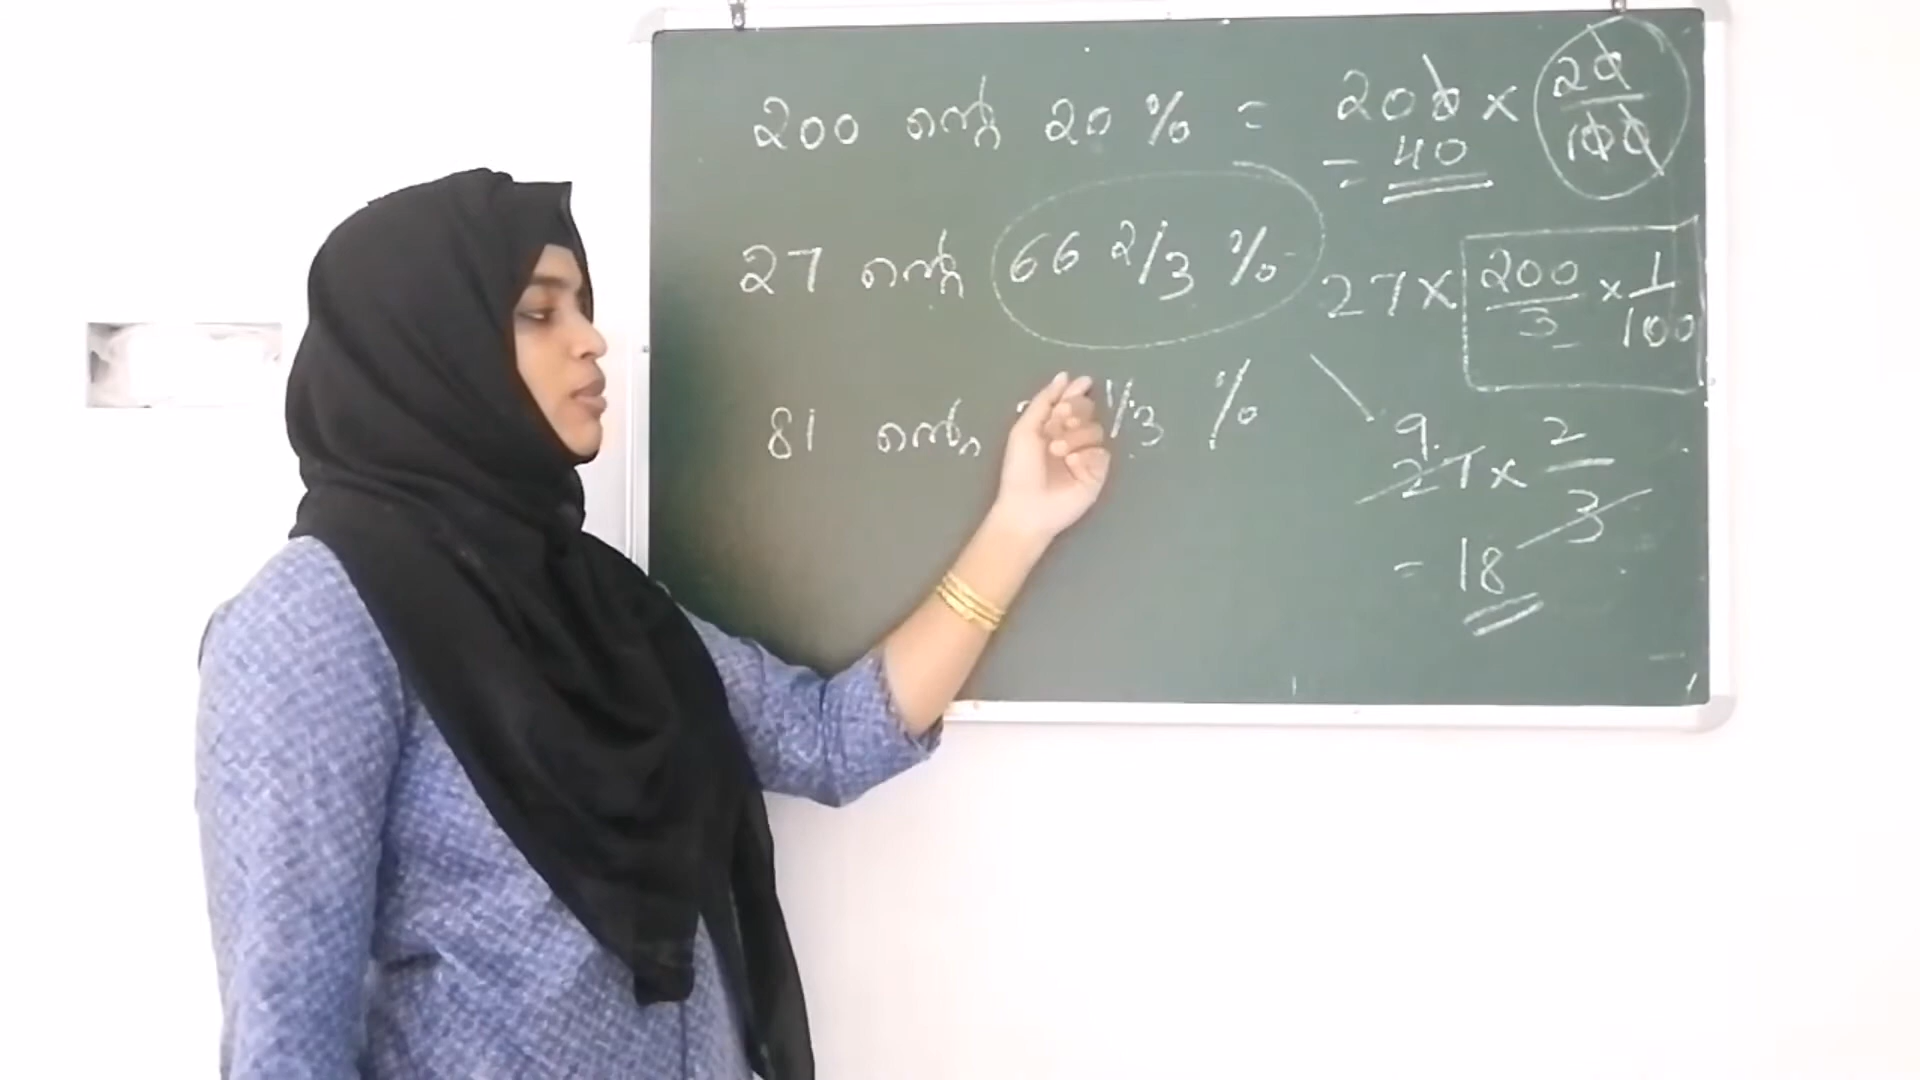 200 ന്റെ 20 % = 200 × 20/100
= 40
27 ന്റെ 66 2/3 % 27 × 200/3 × 1/100
81 ന്റെ 1/3 %
9
27 × 2/3
= 18